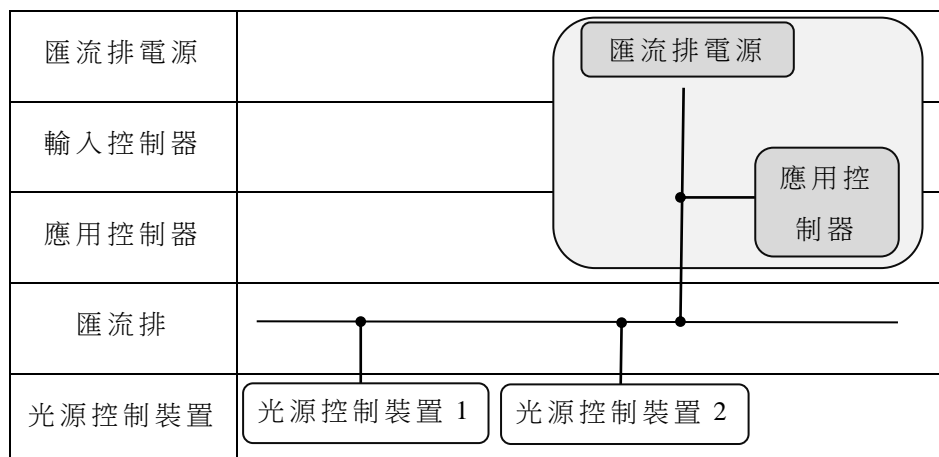 匯流排電源
匯流排電源
輸入控制器
應用控
制器
應用控制器
匯流排
光源控制裝置
光源控制裝置 1
光源控制裝置 2